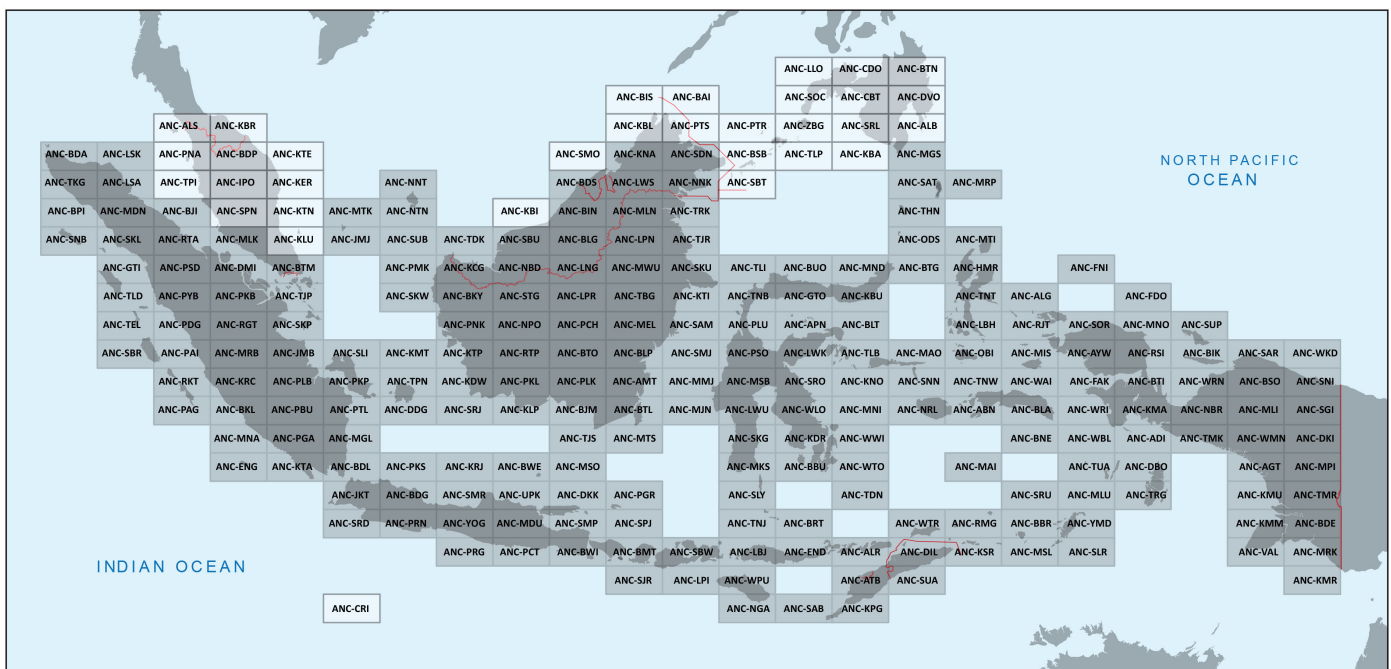 ANC-LLO ANC-CDO ANC-BTN
ANC-BIS ANC-BAI ANC-SOC ANC-CBT ANC-DVO
ANC-ALS ANC-KBR ANC-KBL ANC-PTS ANC-PTR ANC-ZBG ANC-SRL ANC-ALB
ANC-BDA ANC-LSK ANC-PNA ANC-BDP ANC-KTE ANC-SMO ANC-KNA ANC-SDN ANC-BSB ANC-TLP ANC-KBA ANC-MGS
NORTH PACIFIC
OCEAN
ANC-TKG ANC-LSA ANC-TPI ANC-IPO ANC-KER ANC-NNT ANC-BDS ANC-LWS ANC-NNK ANC-SBT ANC-SAT ANC-MRP
ANC-BPI ANC-MDN ANC-BJI ANC-SPN ANC-KTN ANC-MTK ANC-NTN ANC-KBI ANC-BIN ANC-MLN ANC-TRK ANC-THN
ANC-SNB ANC-SKL ANC-RTA ANC-MLK ANC-KLU ANC-JMJ ANC-SUB ANC-TDK ANC-SBU ANC-BLG ANC-LPN ANC-TJR ANC-ODS ANC-MTI
ANC-GTI ANC-PSD ANC-DMI ANC-BTM ANC-PMK ANC-KCG ANC-NBD ANC-LNG ANC-MWU ANC-SKU ANC-TLI ANC-BUO ANC-MND ANC-BTG ANC-HMR ANC-FNI
ANC-TLD ANC-PYB ANC-PKB ANC-TJP ANC-SKW ANC-BKY ANC-STG ANC-LPR ANC-TBG ANC-KTI ANC-TNB ANC-GTO ANC-KBU ANC-TNT ANC-ALG ANC-FDO
ANC-TEL ANC-PDG ANC-RGT ANC-SKP ANC-PNK ANC-NPO ANC-PCH ANC-MEL ANC-SAM ANC-PLU ANC-APN ANC-BLT ANC-LBH ANC-RJT ANC-SOR ANC-MNO ANC-SUP
ANC-SBR ANC-PAI ANC-MRB ANC-JMB ANC-SLI ANC-KMT ANC-KTP ANC-RTP ANC-BTO ANC-BLP ANC-SMJ ANC-PSO ANC-LWK ANC-TLB ANC-MAO ANC-OBI ANC-MIS ANC-AYW ANC-RSI ANC-BIK ANC-SAR ANC-WKD
ANC-RKT ANC-KRC ANC-PLB ANC-PKP ANC-TPN ANC-KDW ANC-PKL ANC-PLK ANC-AMT ANC-MMJ ANC-MSB ANC-SRO ANC-KNO ANC-SNN ANC-TNW ANC-WAI ANC-FAK ANC-BTI ANC-WRN ANC-BSO ANC-SNI
ANC-PAG ANC-BKL ANC-PBU ANC-PTL ANC-DDG ANC-SRJ ANC-KLP ANC-BJM ANC-BTL ANC-MJN ANC-LWU ANC-WLO ANC-MNI ANC-NRL ANC-ABN ANC-BLA ANC-WRI ANC-KMA ANC-NBR ANC-MLI ANC-SGI
ANC-MNA ANC-PGA ANC-MGL ANC-TJS ANC-MTS ANC-SKG ANC-KDR ANC-WWI ANC-BNE ANC-WBL ANC-ADI ANC-TMK ANC-WMN ANC-DKI
ANC-ENG ANC-KTA ANC-BDL ANC-PKS ANC-KRJ ANC-BWE ANC-MSO ANC-MKS ANC-BBU ANC-WTO ANC-MAI ANC-TUA ANC-DBO ANC-AGT ANC-MPI
ANC-JKT ANC-BDG ANC-SMR ANC-UPK ANC-DKK ANC-PGR ANC-SLY ANC-TDN ANC-SRU ANC-MLU ANC-TRG ANC-KMU ANC-TMR
ANC-SRD ANC-PRN ANC-YOG ANC-MDU ANC-SMP ANC-SPJ ANC-TNJ ANC-BRT ANC-WTR ANC-RMG ANC-BBR ANC-YMD ANC-KMM ANC-BDE
ANC-PRG ANC-PCT ANC-BWI ANC-BMT ANC-SBW ANC-LBJ ANC-END ANC-ALR ANC-DIL ANC-KSR ANC-MSL ANC-SLR ANC-VAL ANC-MRK
INDIAN OCEAN
ANC-SJR ANC-LPI ANC-WPU ANC-ATB ANC-SUA ANC-KMR
ANC-CRI ANC-NGA ANC-SAB ANC-KPG